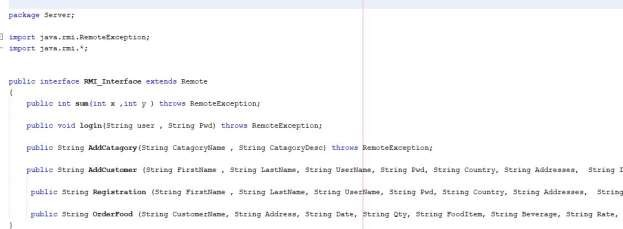 package Server;
import java.rmi.RemoteException;
import java.rmi.*;
public interface RMI_Interface extends Remote
{
public int sum(int x ,int y ) throws RemoteException;
public void login(String user , String Pwd) throws RemoteException;
public String AddCatagory(String CatagoryName , String CatagoryDesc) throws RemoteException;
public String AddCustomer (String FirstName , String LastName, String UserName, String Pwd, String Country, String Addresses, String
public String Registration (String FirstName , String LastName, String UserName, String Pwd, String Country, String Addresses, String
public String OrderFood (String CustomerName, String Address, String Date, String Qty, String FoodItem, String Beverage, String Rate,
}